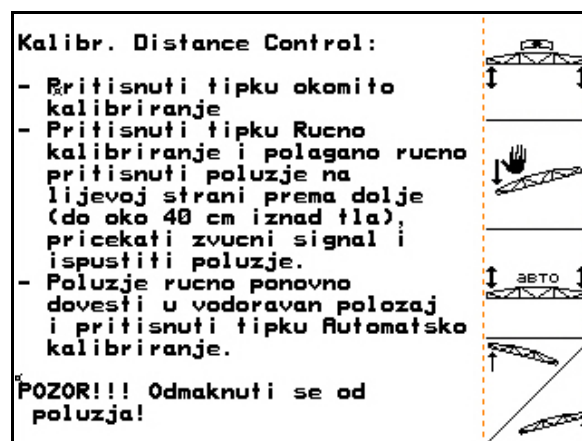 Kalibr. Distance Control:
- Pritisnuti tipku okomito
kalibriranje
- Pritisnuti tipku Rucno
kalibriranje i polagano rucno
pritisnuti poluzje na
lijevoj strani prema dolje
(do oko 40 cm iznad tla),
pricekati zvucni signal i
ispustiti poluzje.
- Poluzje rucno ponovno
dovesti u vodoravan polozaj
i pritisnuti tipku Automatsko
kalibriranje.
POZOR!!! Odmaknuti se od
poluzja!
авто